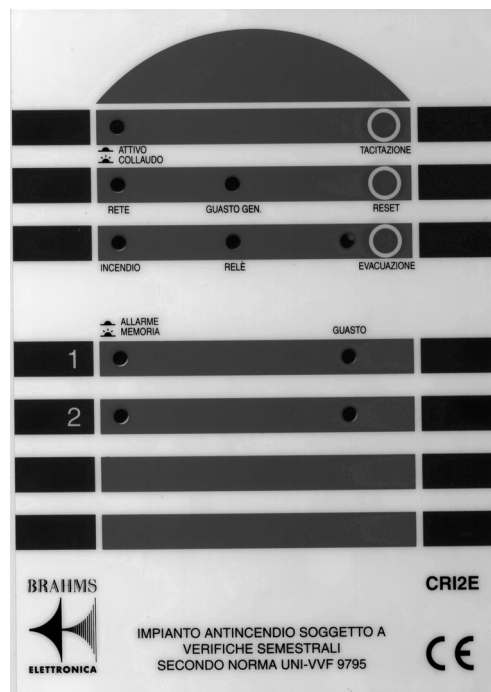 ATTIVO
COLLAUDO
TACITAZIONE
RETE
GUASTO GEN.
RESET
INCENDIO
RELÈ
EVACUAZIONE
ALLARME
MEMORIA
GUASTO
1
2
BRAHMS
ELETTRONICA
CRI2E
IMPIANTO ANTINCENDIO SOGGETTO A
VERIFICHE SEMESTRALI
SECONDO NORMA UNI-VVF 9795
CE